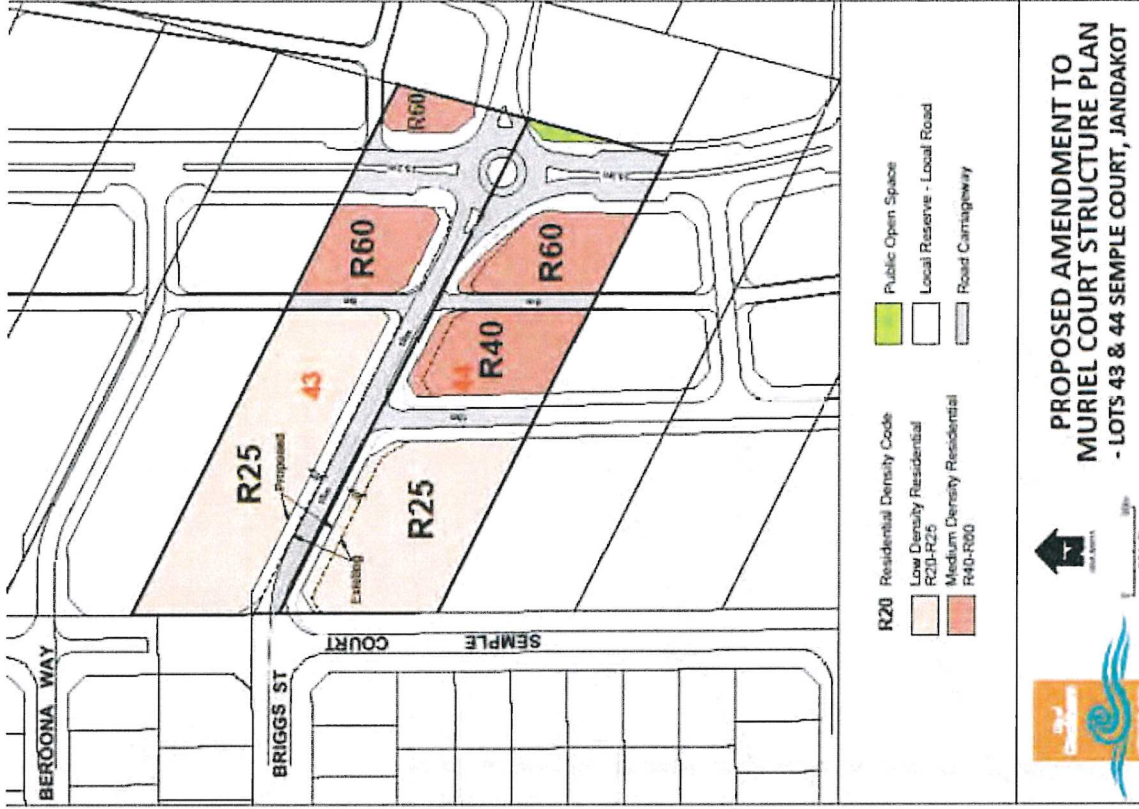 BEROONA WAY
BRIGGS ST
SEMPLE
COURT
R25
Proposed
43
Existing
R25
R60
R60
R60
R40
44
R20 Residential Density Code
Low Density Residential
R20-R25
Medium Density Residential
R40-R60
Public Open Space
Local Reserve - Local Road
Road Carriageway
PROPOSED AMENDMENT TO
MURIEL COURT STRUCTURE PLAN
- LOTS 43 & 44 SEMPLE COURT, JANDAKOT